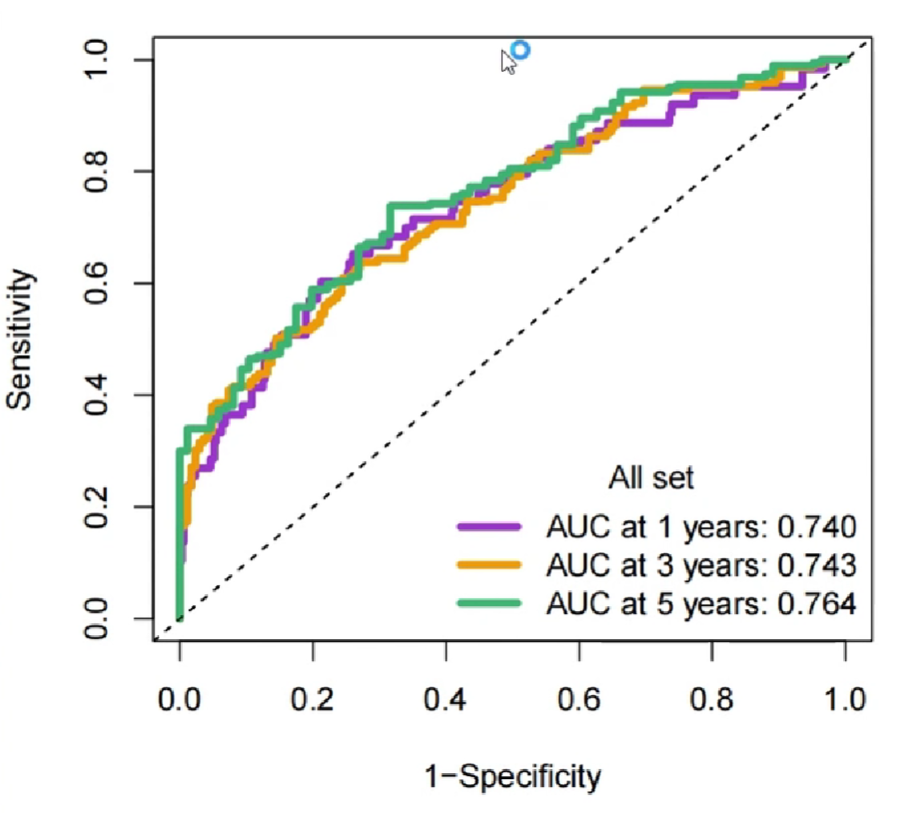 1.0
0.8
0.6
0.4
0.2
0.0
Sensitivity
All set
AUC at 1 years: 0.740
AUC at 3 years: 0.743
AUC at 5 years: 0.764
0.0 0.2 0.4 0.6 0.8 1.0
1−Specificity